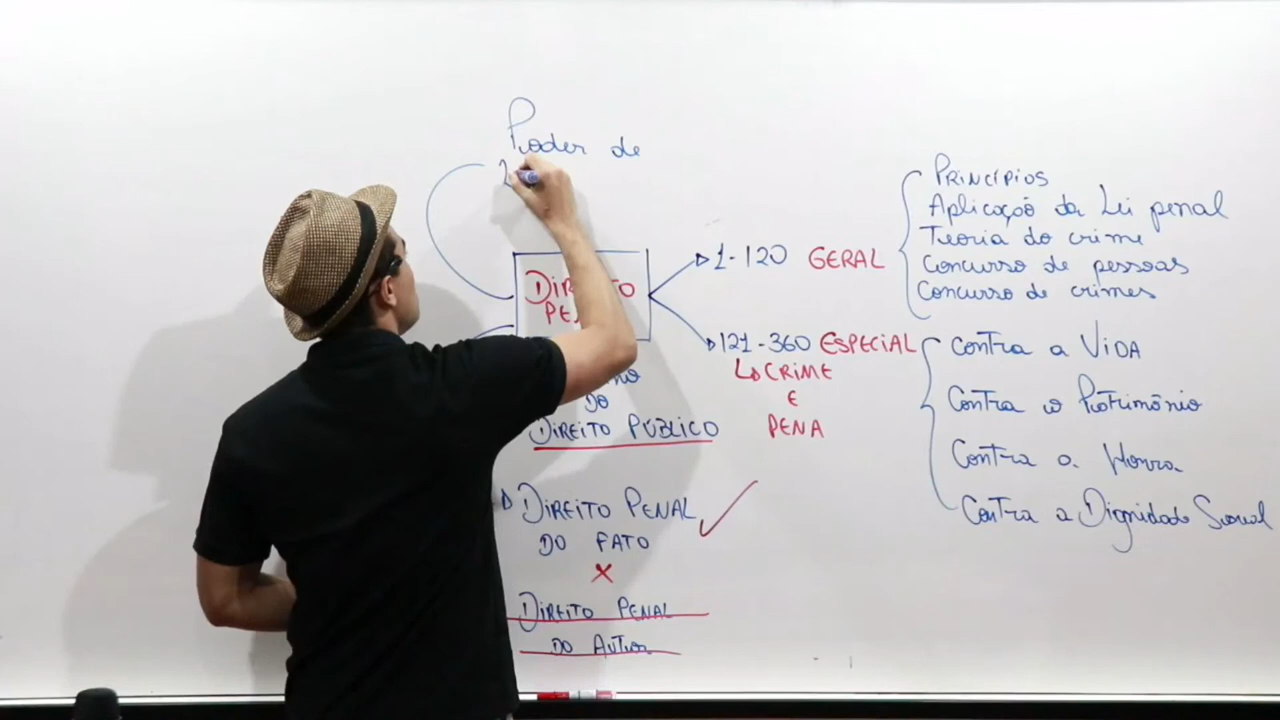 Poder de
DIREITO
1-120 GERAL
121-360 ESPECIAL
CRIME
E
PENA
DO
DIREITO PÚBLICO
DIREITO PENAL
DO FATO
X
DIREITO PENAL
DO AUTOR
PRINCÍPIOS
Aplicação da Lei penal
Teoria do crime
Concurso de pessoas
Concurso de crimes
Contra a VIDA
Contra o Patrimônio
Contra a Honra
Contra a Dignidade Sexual